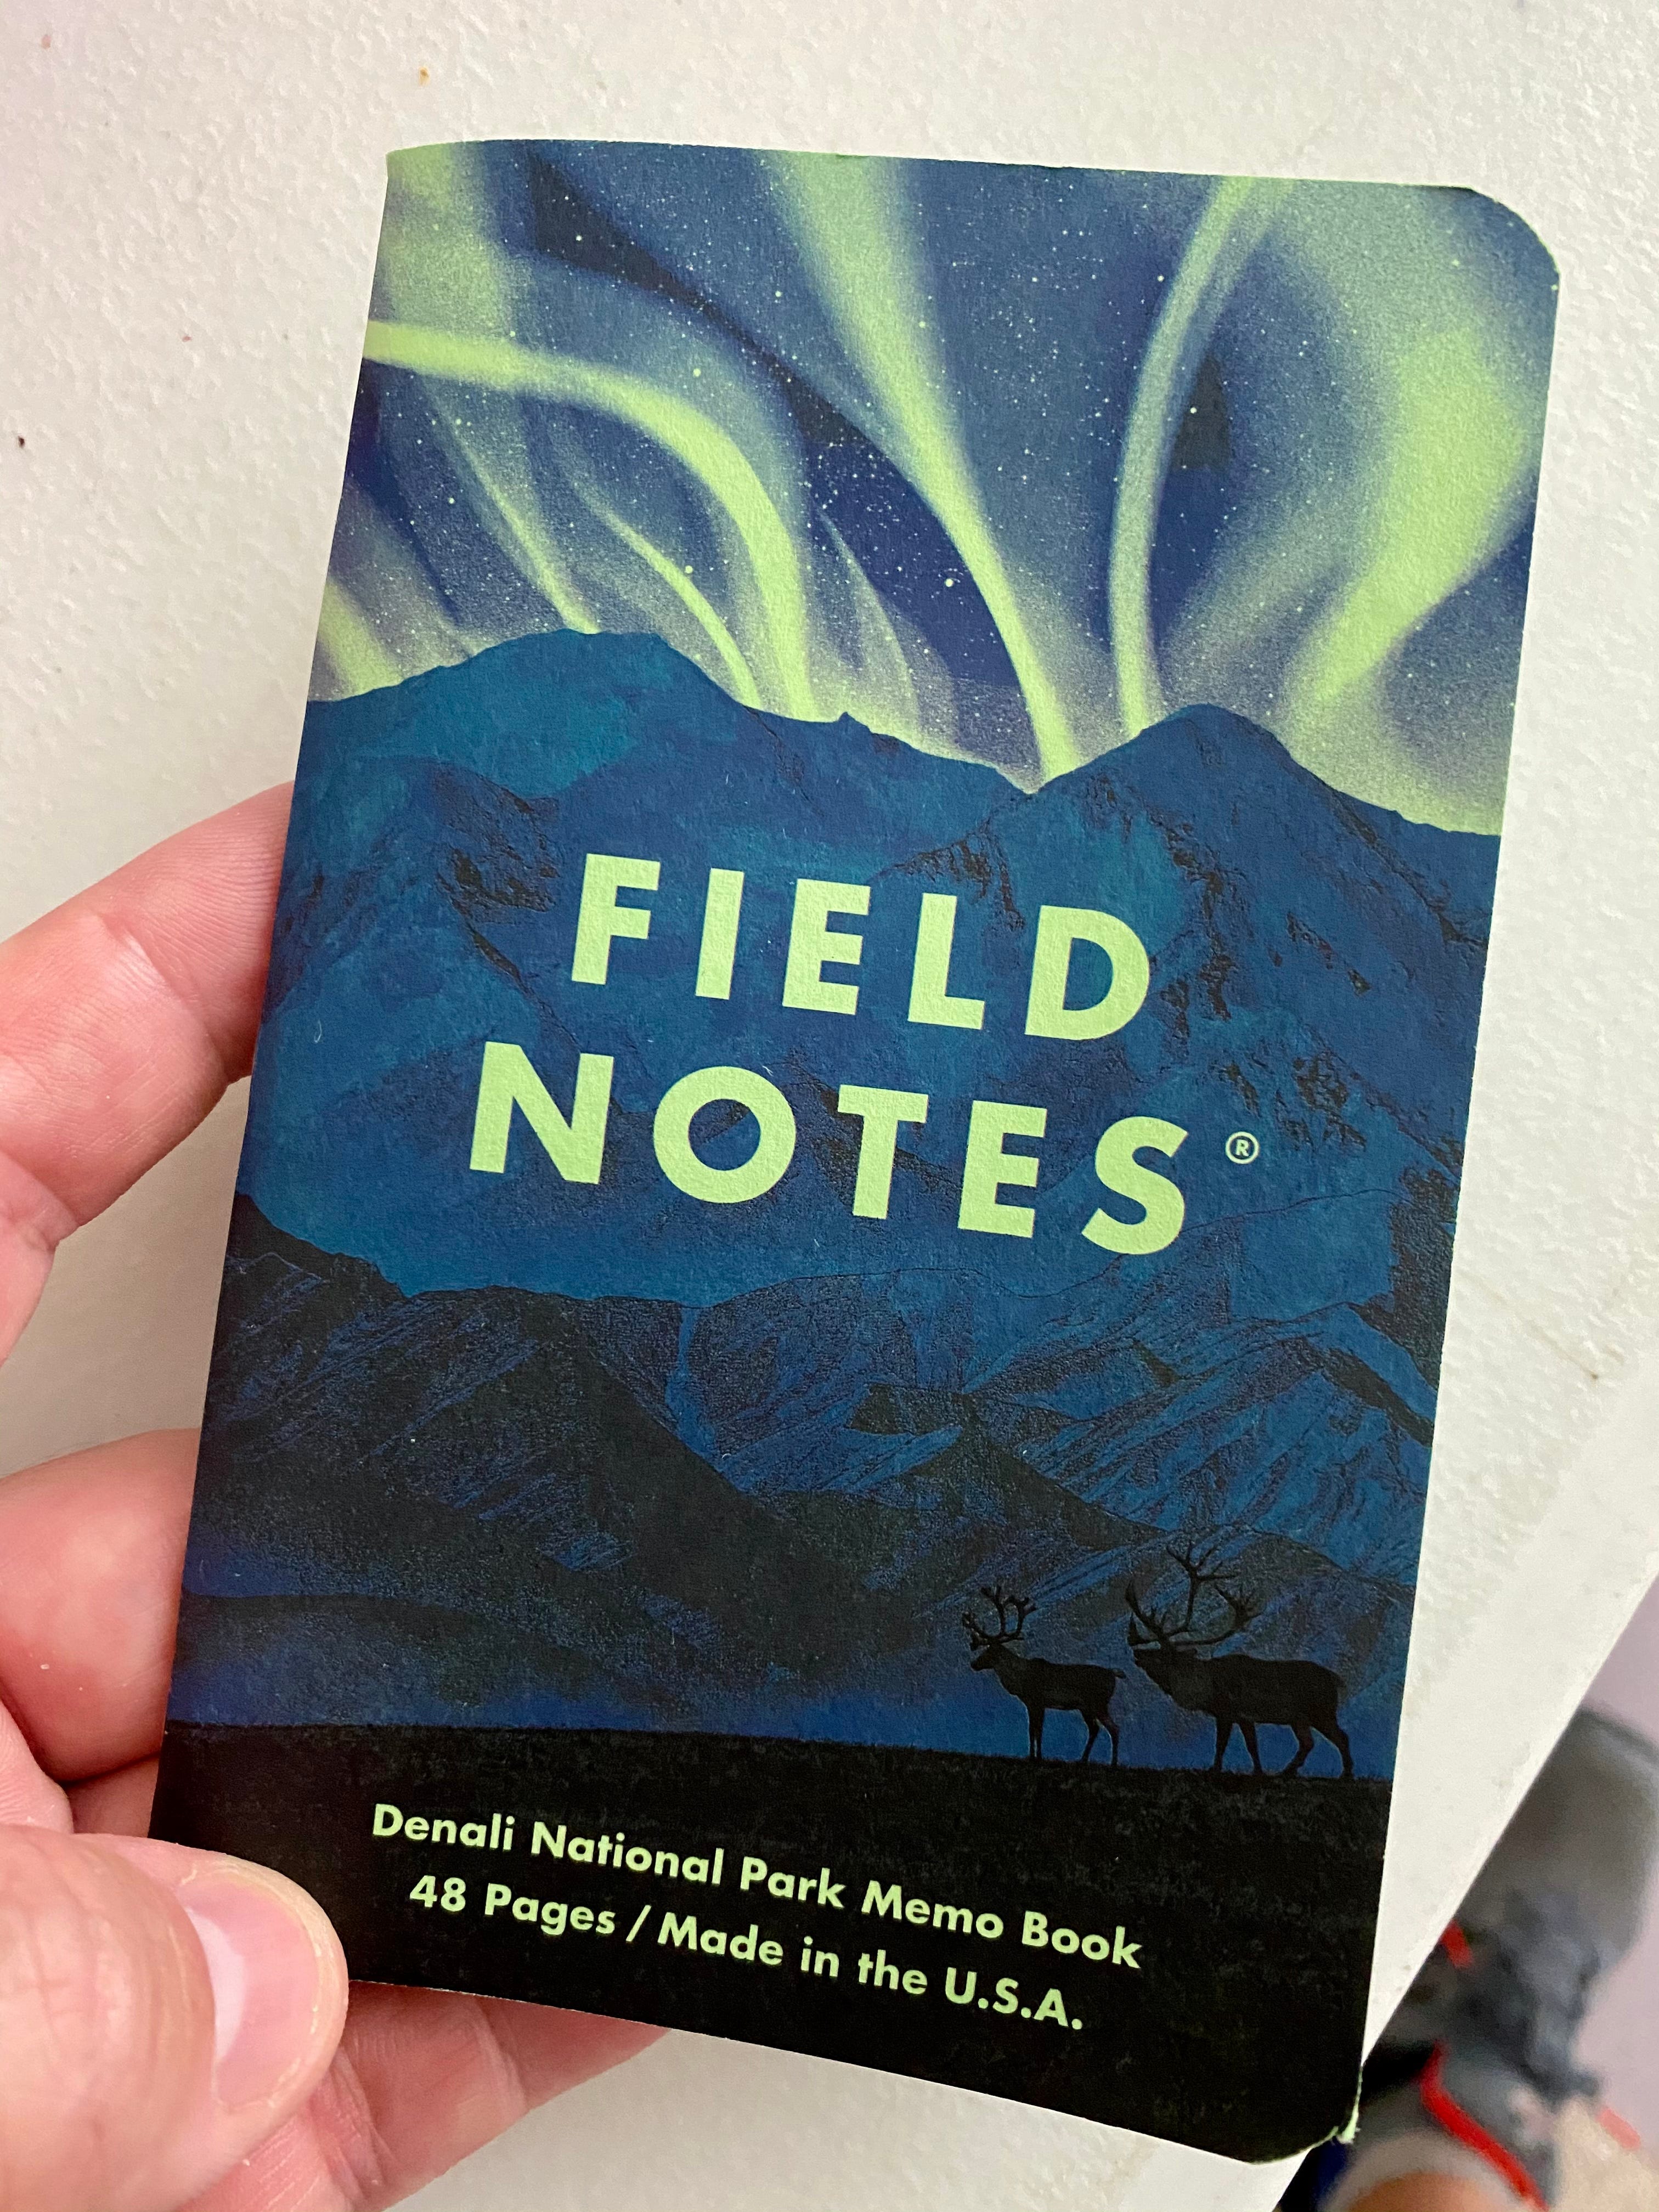 FIELD
NOTES®
Denali National Park Memo Book
48 Pages / Made in the U.S.A.